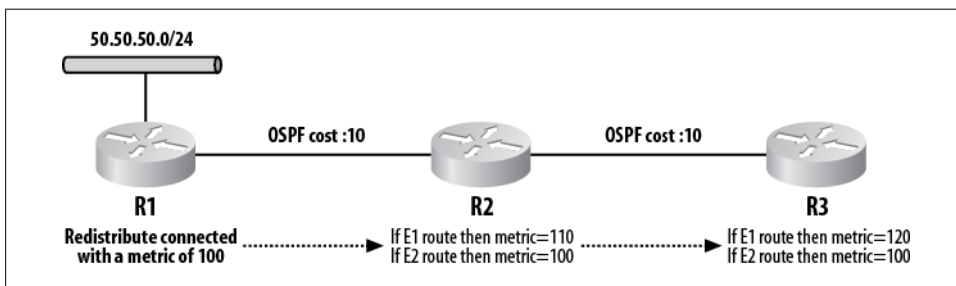 50.50.50.0/24
OSPF cost :10
OSPF cost :10
R1
R2
R3
Redistribute connected
with a metric of 100
If E1 route then metric=110
If E2 route then metric=100
If E1 route then metric=120
If E2 route then metric=100